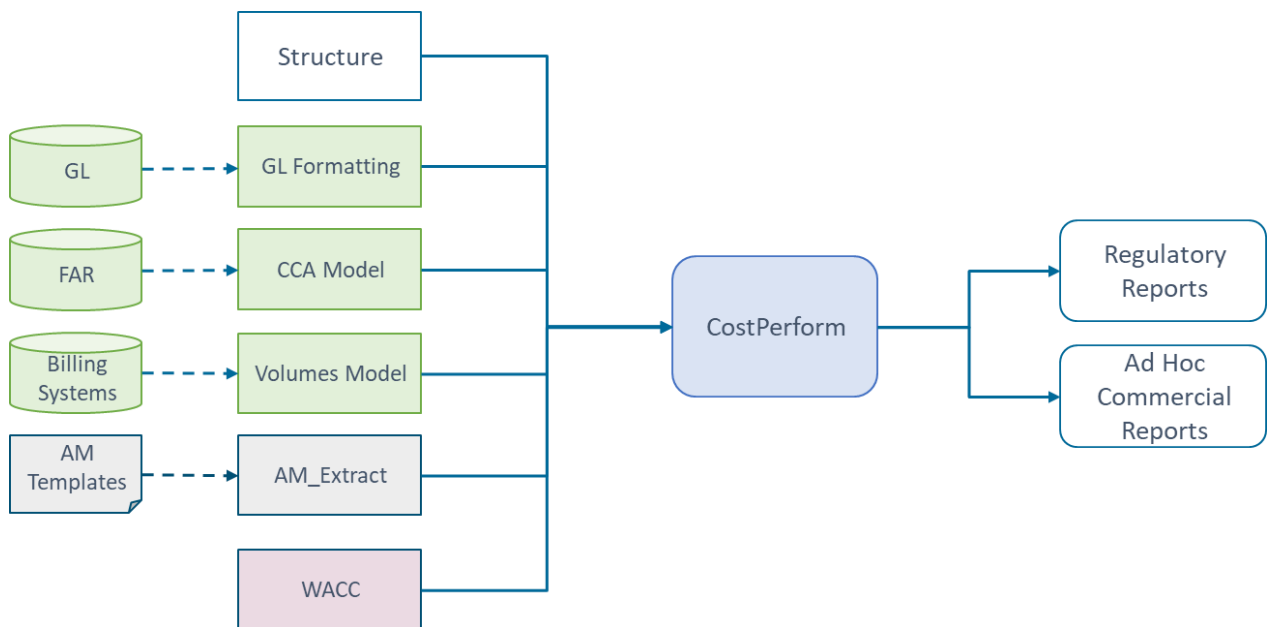 Structure
GL
GL Formatting
FAR
CCA Model
Billing
Systems
Volumes Model
AM
Templates
AM_Extract
WACC
CostPerform
Regulatory
Reports
Ad Hoc
Commercial
Reports